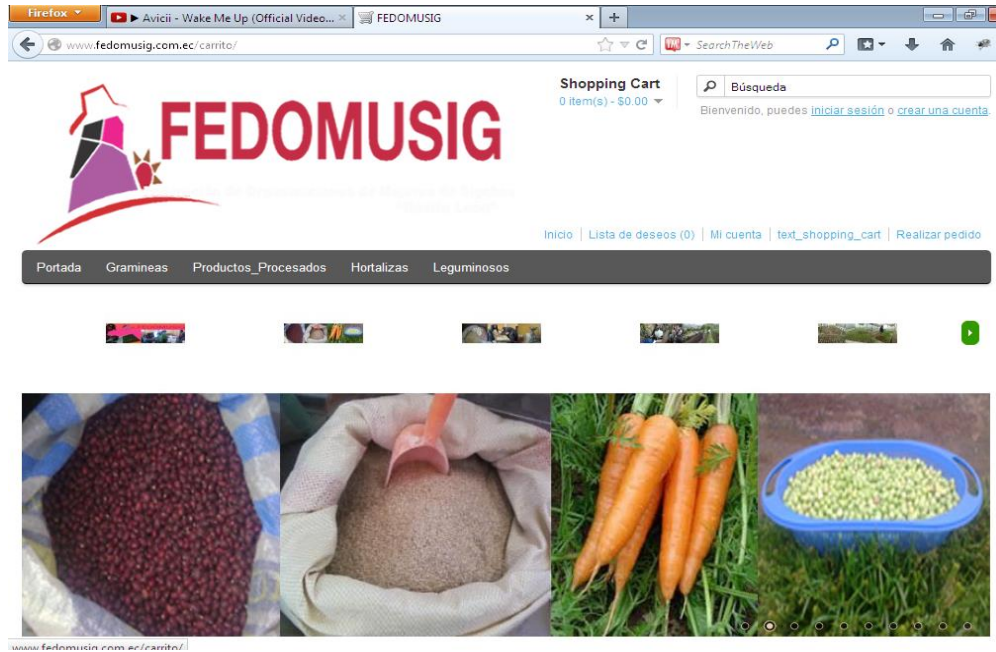 Firefox
Avicii - Wake Me Up (Official Video...
FEDOMUSIG
www.fedomusig.com.ec/carrito/
SearchTheWeb
Shopping Cart
0 item(s) - $0.00
Búsqueda
Bienvenido, puedes iniciar sesión o crear una cuenta.
FEDOMUSIG
Inicio | Lista de deseos (0) | Mi cuenta | text_shopping_cart | Realizar pedido
Portada Gramineas Productos_Procesados Hortalizas Leguminosos
www.fedomusig.com.ec/carrito/